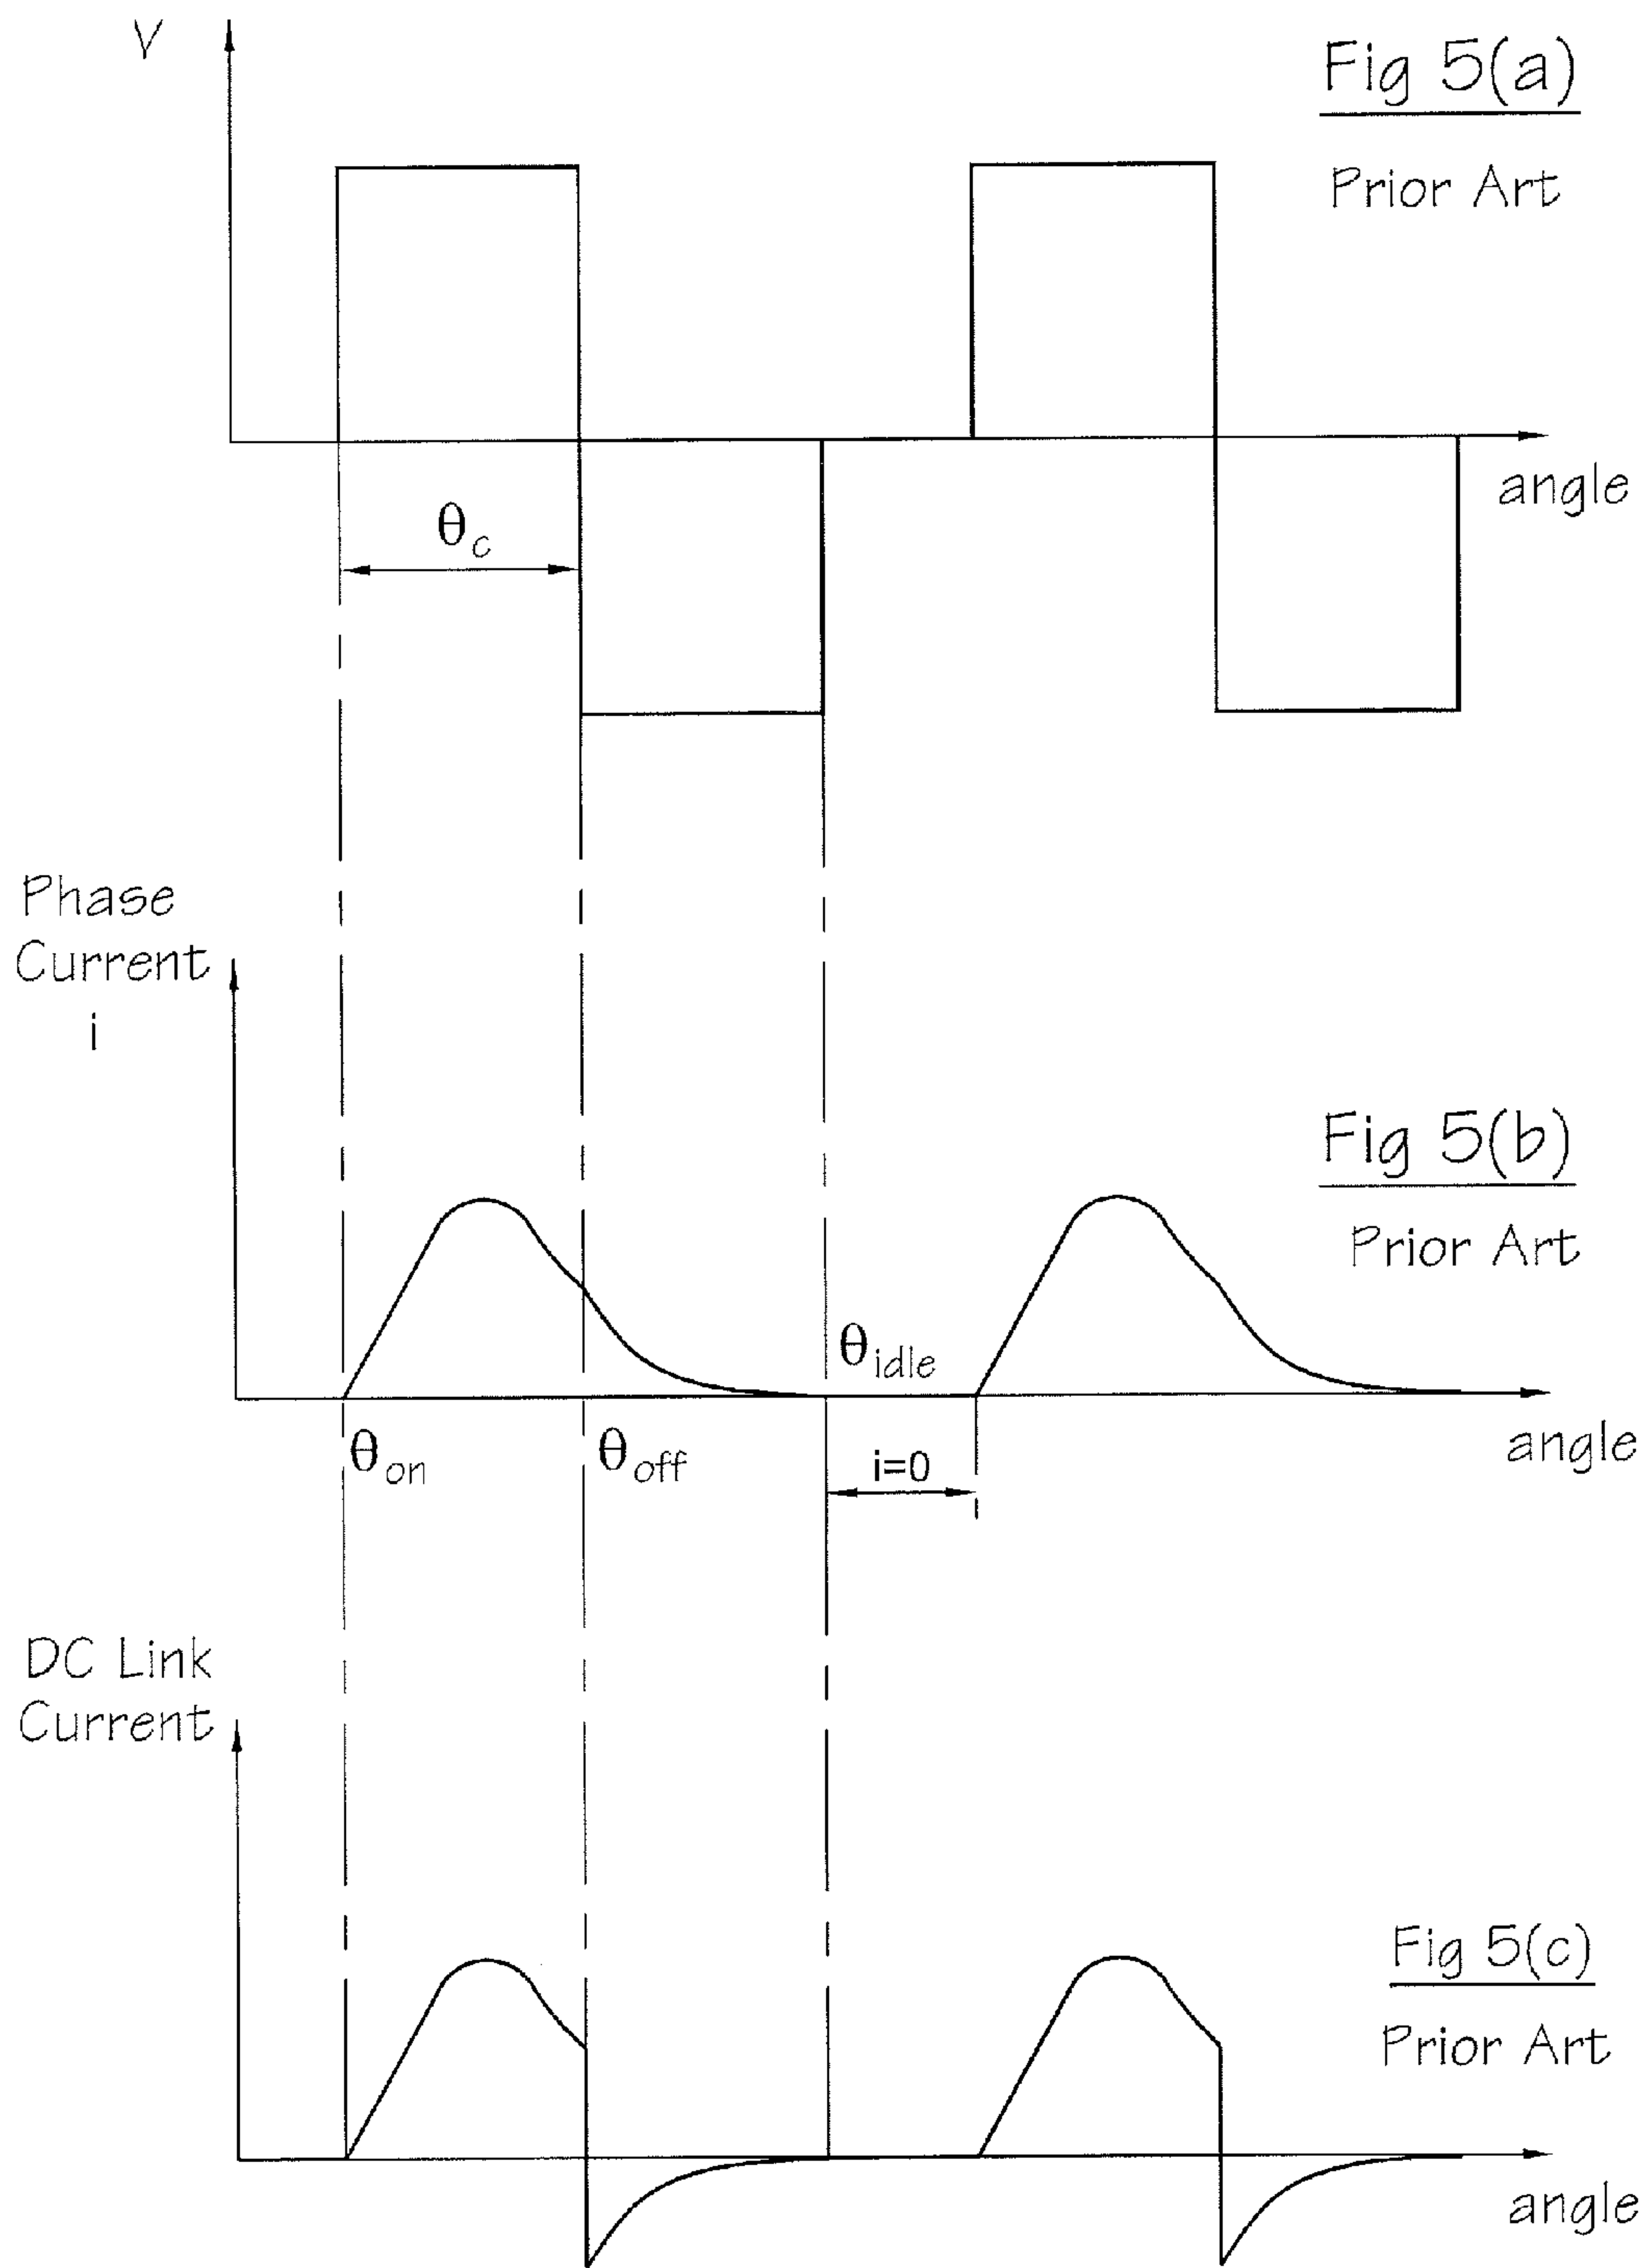 V
Fig 5(a)
Prior Art
angle
θc
Phase
Current
i
Fig 5(b)
Prior Art
θidle
θon
θoff
i=0
angle
DC Link
Current
Fig 5(c)
Prior Art
angle